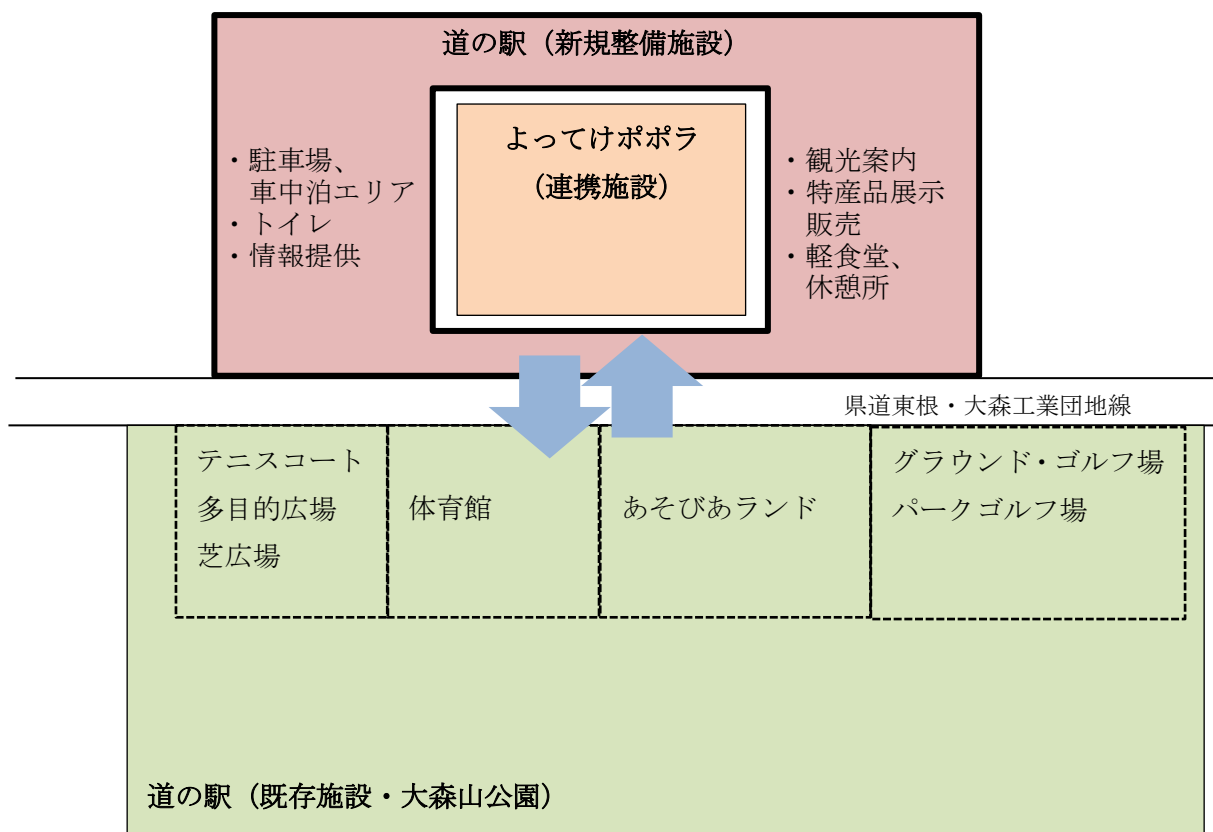 道の駅（新規整備施設）
よってけポポラ
（連携施設）
・駐車場、
車中泊エリア
・トイレ
・情報提供
・観光案内
・特産品展示
販売
・軽食堂、
休憩所
県道東根・大森工業団地線
テニスコート
多目的広場
芝広場
体育館
あそびあランド
グラウンド・ゴルフ場
パークゴルフ場
道の駅（既存施設・大森山公園）